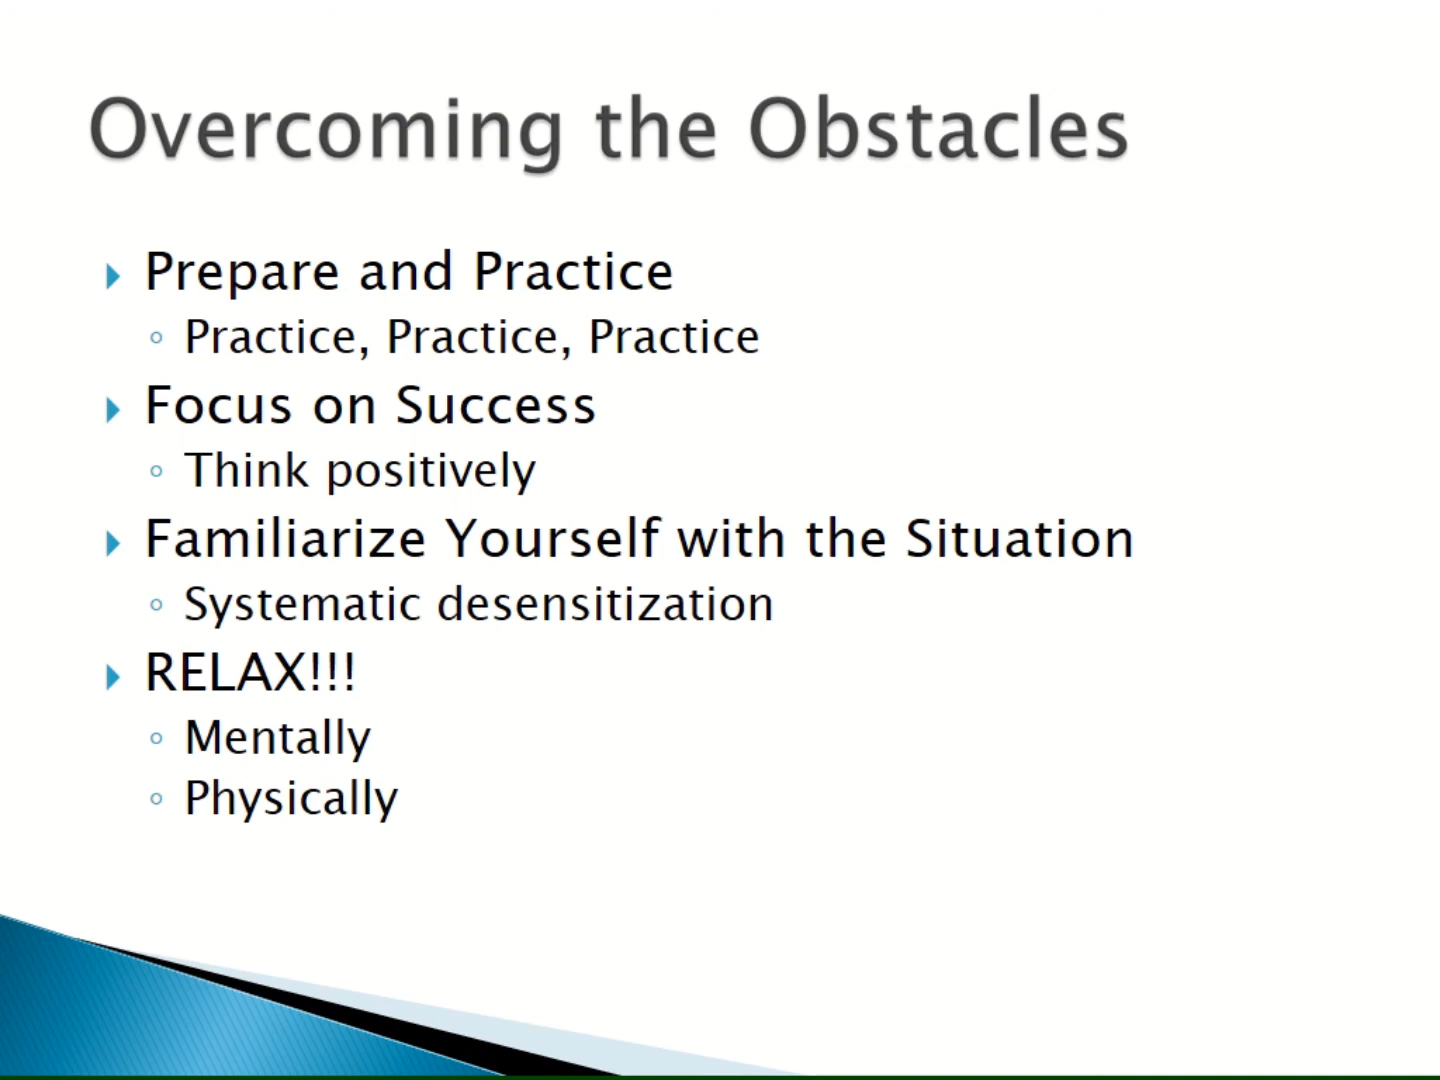 Overcoming the Obstacles
Prepare and Practice
Practice, Practice, Practice
Focus on Success
Think positively
Familiarize Yourself with the Situation
Systematic desensitization
RELAX!!!
Mentally
Physically